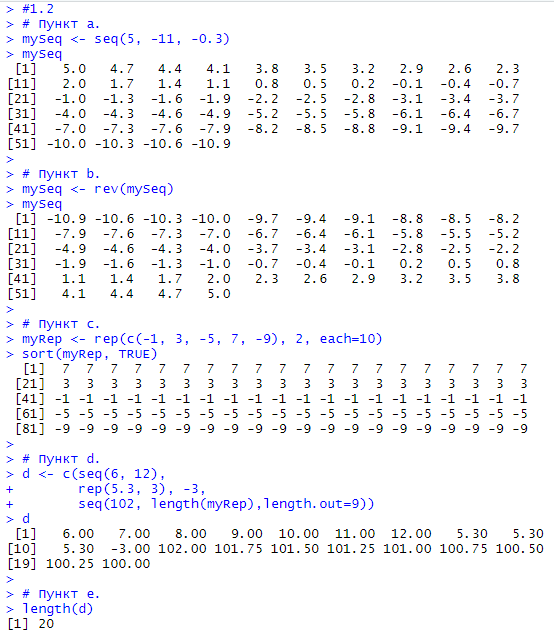 > #1.2
> # Пункт a.
> mySeq <- seq(5, -11, -0.3)
> mySeq
 [1]   5.0   4.7   4.4   4.1   3.8   3.5   3.2   2.9   2.6   2.3
[11]   2.0   1.7   1.4   1.1   0.8   0.5   0.2  -0.1  -0.4  -0.7
[21]  -1.0  -1.3  -1.6  -1.9  -2.2  -2.5  -2.8  -3.1  -3.4  -3.7
[31]  -4.0  -4.3  -4.6  -4.9  -5.2  -5.5  -5.8  -6.1  -6.4  -6.7
[41]  -7.0  -7.3  -7.6  -7.9  -8.2  -8.5  -8.8  -9.1  -9.4  -9.7
[51] -10.0 -10.3 -10.6 -10.9
>
> # Пункт b.
> mySeq <- rev(mySeq)
> mySeq
 [1] -10.9 -10.6 -10.3 -10.0  -9.7  -9.4  -9.1  -8.8  -8.5  -8.2
[11]  -7.9  -7.6  -7.3  -7.0  -6.7  -6.4  -6.1  -5.8  -5.5  -5.2
[21]  -4.9  -4.6  -4.3  -4.0  -3.7  -3.4  -3.1  -2.8  -2.5  -2.2
[31]  -1.9  -1.6  -1.3  -1.0  -0.7  -0.4  -0.1   0.2   0.5   0.8
[41]   1.1   1.4   1.7   2.0   2.3   2.6   2.9   3.2   3.5   3.8
[51]   4.1   4.4   4.7   5.0
>
> # Пункт c.
> myRep <- rep(c(-1, 3, -5, 7, -9), 2, each=10)
> sort(myRep, TRUE)
  [1]  7  7  7  7  7  7  7  7  7  7  7  7  7  7  7  7  7  7  7  7
 [21]  3  3  3  3  3  3  3  3  3  3  3  3  3  3  3  3  3  3  3  3
 [41] -1 -1 -1 -1 -1 -1 -1 -1 -1 -1 -1 -1 -1 -1 -1 -1 -1 -1 -1 -1
 [61] -5 -5 -5 -5 -5 -5 -5 -5 -5 -5 -5 -5 -5 -5 -5 -5 -5 -5 -5 -5
 [81] -9 -9 -9 -9 -9 -9 -9 -9 -9 -9 -9 -9 -9 -9 -9 -9 -9 -9 -9 -9
>
> # Пункт d.
> d <- c(seq(6, 12),
+        rep(5.3, 3), -3,
+        seq(102, length(myRep),length.out=9))
> d
 [1]   6.00   7.00   8.00   9.00  10.00  11.00  12.00   5.30   5.30
[10]   5.30  -3.00 102.00 101.75 101.50 101.25 101.00 100.75 100.50
[19] 100.25 100.00
>
> # Пункт e.
> length(d)
[1] 20